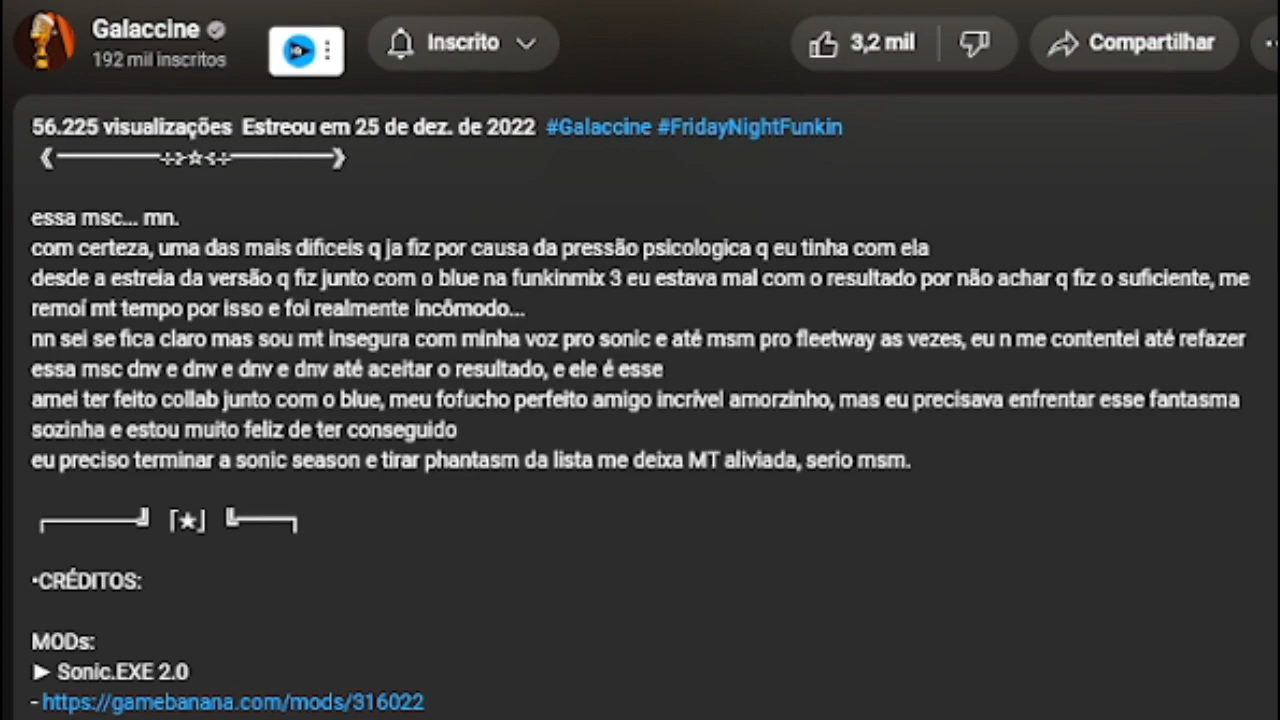 Galaccine
192 mil inscritos
Inscrito
3,2 mil
Compartilhar
56.225 visualizações Estreou em 25 de dez. de 2022 #Galaccine #FridayNightFunkin
essa msc... mn.
com certeza, uma das mais dificeis q ja fiz por causa da pressão psicologica q eu tinha com ela
desde a estreia da versão q fiz junto com o blue na funkinmix 3 eu estava mal com o resultado por não achar q fiz o suficiente, me
remoí mt tempo por isso e foi realmente incômodo...
nn sei se fica claro mas sou mt insegura com minha voz pro sonic e até msm pro fleetway as vezes, eu n me contentei até refazer
essa msc dnv e dnv e dnv e dnv até aceitar o resultado, e ele é esse
amei ter feito collab junto com o blue, meu fofucho perfeito amigo incrível amorzinho, mas eu precisava enfrentar esse fantasma
sozinha e estou muito feliz de ter conseguido
eu preciso terminar a sonic season e tirar phantasm da lista me deixa MT aliviada, serio msm.
•CRÉDITOS:
MODs:
► Sonic.EXE 2.0
- https://gamebanana.com/mods/316022